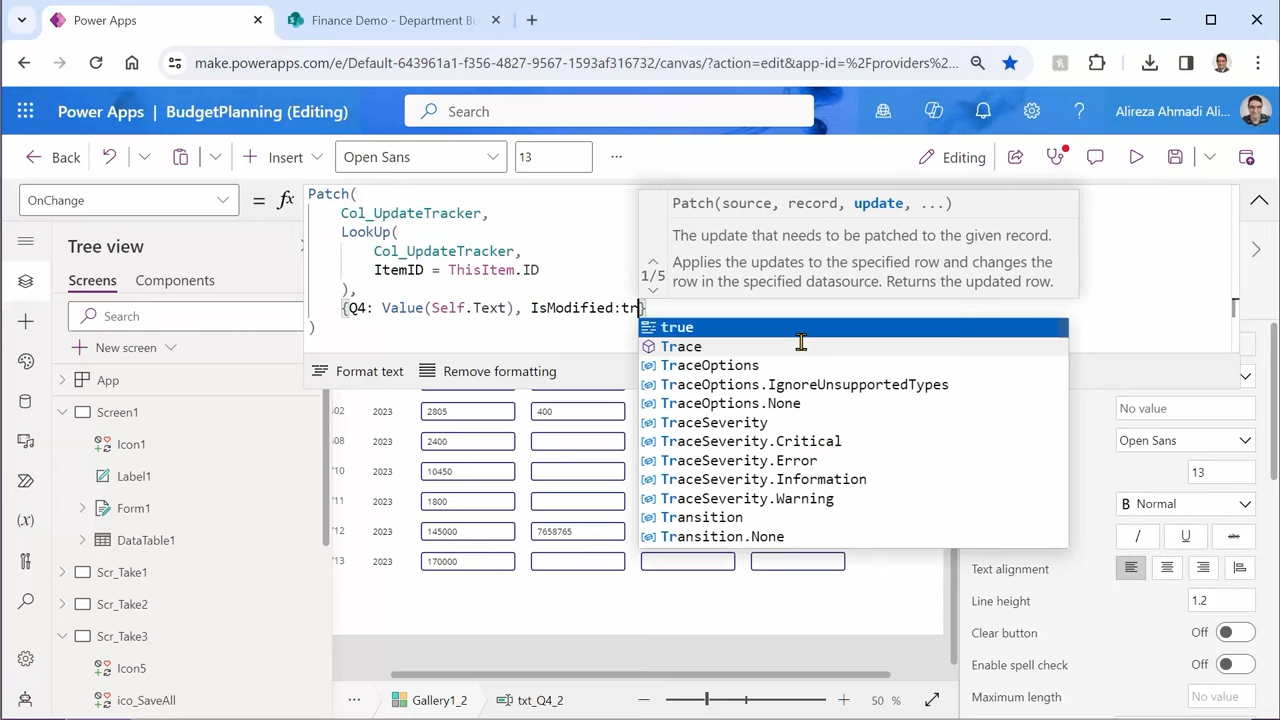 Power Apps
Finance Demo - Department Bu
make.powerapps.com/e/Default-643961a1-f356-4827-9567-1593af316732/canvas/?action=edit&app-id=%2Fproviders%2...
Power Apps | BudgetPlanning (Editing)
Search
Alireza Ahmadi Ali...
Back
Insert
Open Sans
13
...
Editing
OnChange
= fx
Patch(
Col_UpdateTracker,
LookUp(
Col_UpdateTracker,
ItemID = ThisItem.ID
),
{Q4: Value(Self.Text), IsModified:tr}
)
Patch(source, record, update, ...)
The update that needs to be patched to the given record.
1/5
Applies the updates to the specified row and changes the
row in the specified datasource. Returns the updated row.
true
Trace
TraceOptions
TraceOptions.IgnoreUnsupportedTypes
TraceOptions.None
TraceSeverity
TraceSeverity.Critical
TraceSeverity.Error
TraceSeverity.Information
TraceSeverity.Warning
Transition
Transition.None
Format text
Remove formatting
Tree view
Screens
Components
Search
New screen
App
Screen1
Icon1
Label1
Form1
DataTable1
Scr_Take1
Scr_Take2
Scr_Take3
Icon5
ico_SaveAll
02 2023 2805 400
08 2023 2400
10 2023 10450
11 2023 1800
12 2023 145000 7658765
13 2023 170000
No value
Open Sans
13
B Normal
/ U abc
Text alignment
Line height
1.2
Clear button
Off
Enable spell check
Off
Maximum length
No value
... Gallery1_2 txt_Q4_2
50 %